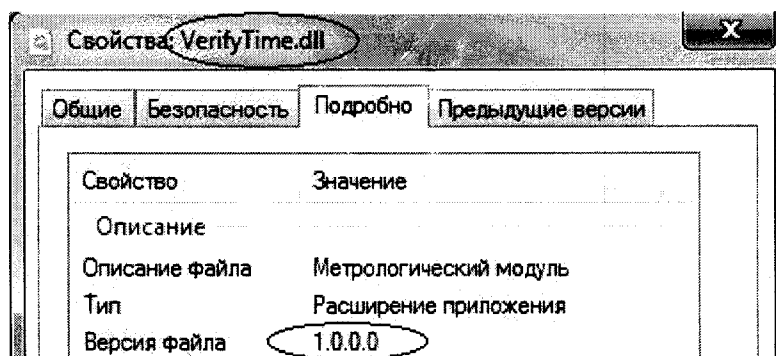 Свойства: VerifyTime.dll
Общие Безопасность Подробно Предыдущие версии
Свойство Значение
Описание
Описание файла Метрологический модуль
Тип Расширение приложения
Версия файла 1.0.0.0